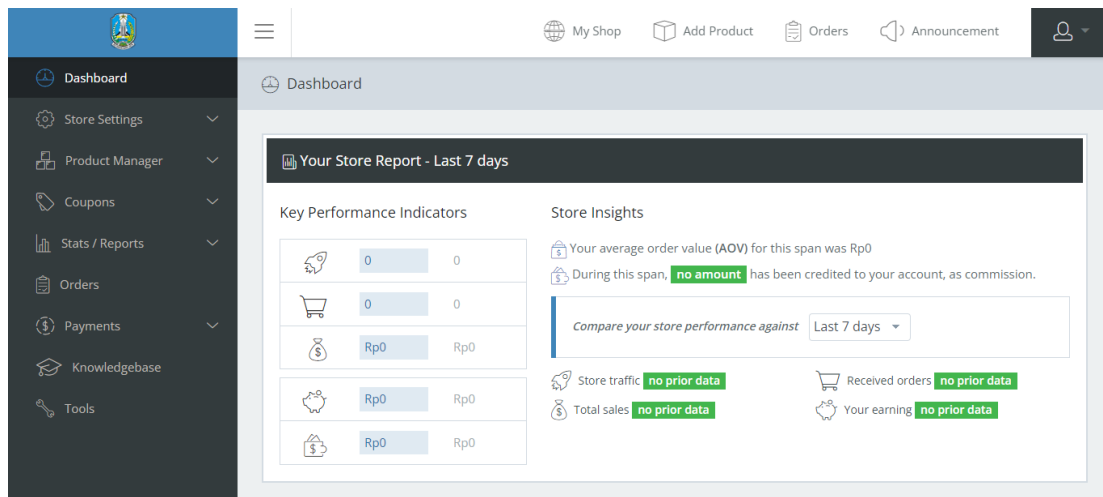 My Shop
Add Product
Orders
Announcement
Dashboard
Store Settings
Product Manager
Coupons
Stats / Reports
Orders
Payments
Knowledgebase
Tools
Dashboard
Your Store Report - Last 7 days
Key Performance Indicators
0 0
0 0
Rp0 Rp0
Rp0 Rp0
Rp0 Rp0
Store Insights
Your average order value (AOV) for this span was Rp0
During this span, no amount has been credited to your account, as commission.
Compare your store performance against Last 7 days
Store traffic no prior data
Received orders no prior data
Total sales no prior data
Your earning no prior data